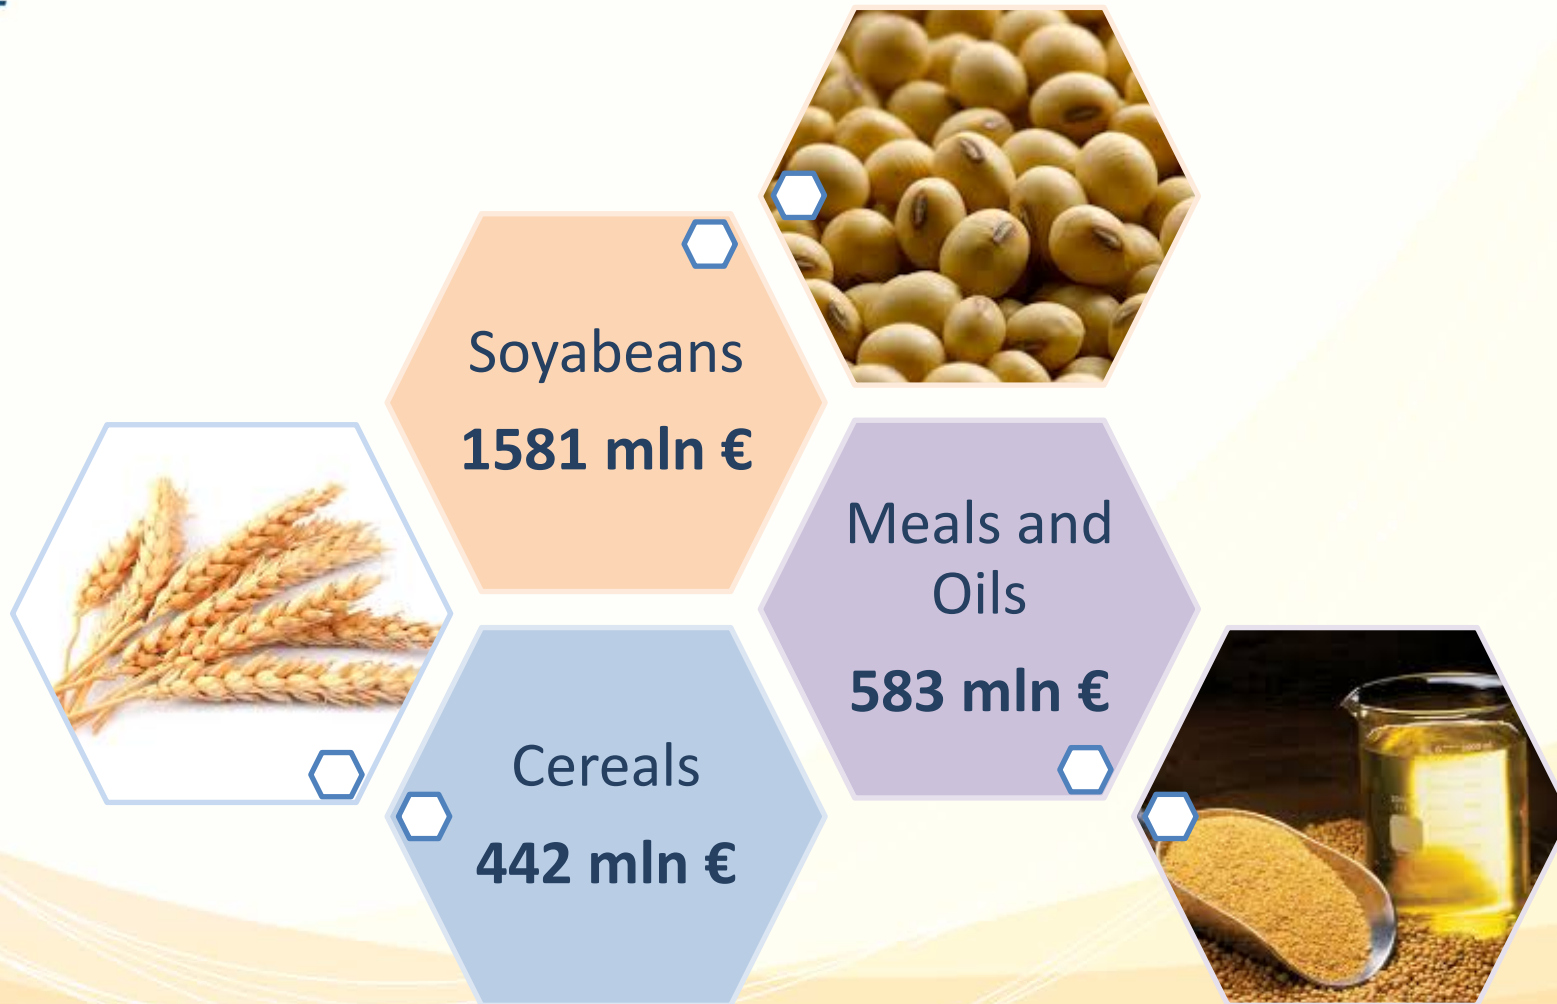 Soyabeans
1581 mln €
Meals and
Oils
583 mln €
Cereals
442 mln €